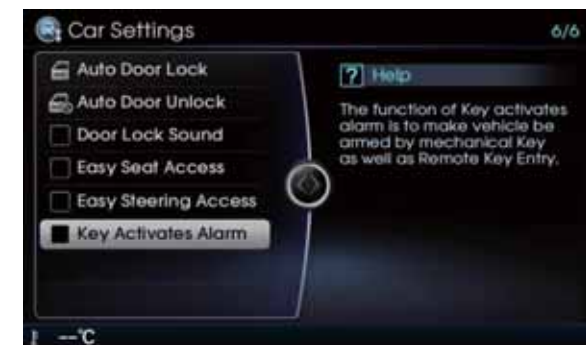 Car Settings
6/6
Auto Door Lock
Auto Door Unlock
Door Lock Sound
Easy Seat Access
Easy Steering Access
Key Activates Alarm
? Help
The function of Key activates
alarm is to make vehicle be
armed by mechanical Key
as well as Remote Key Entry.
--°C